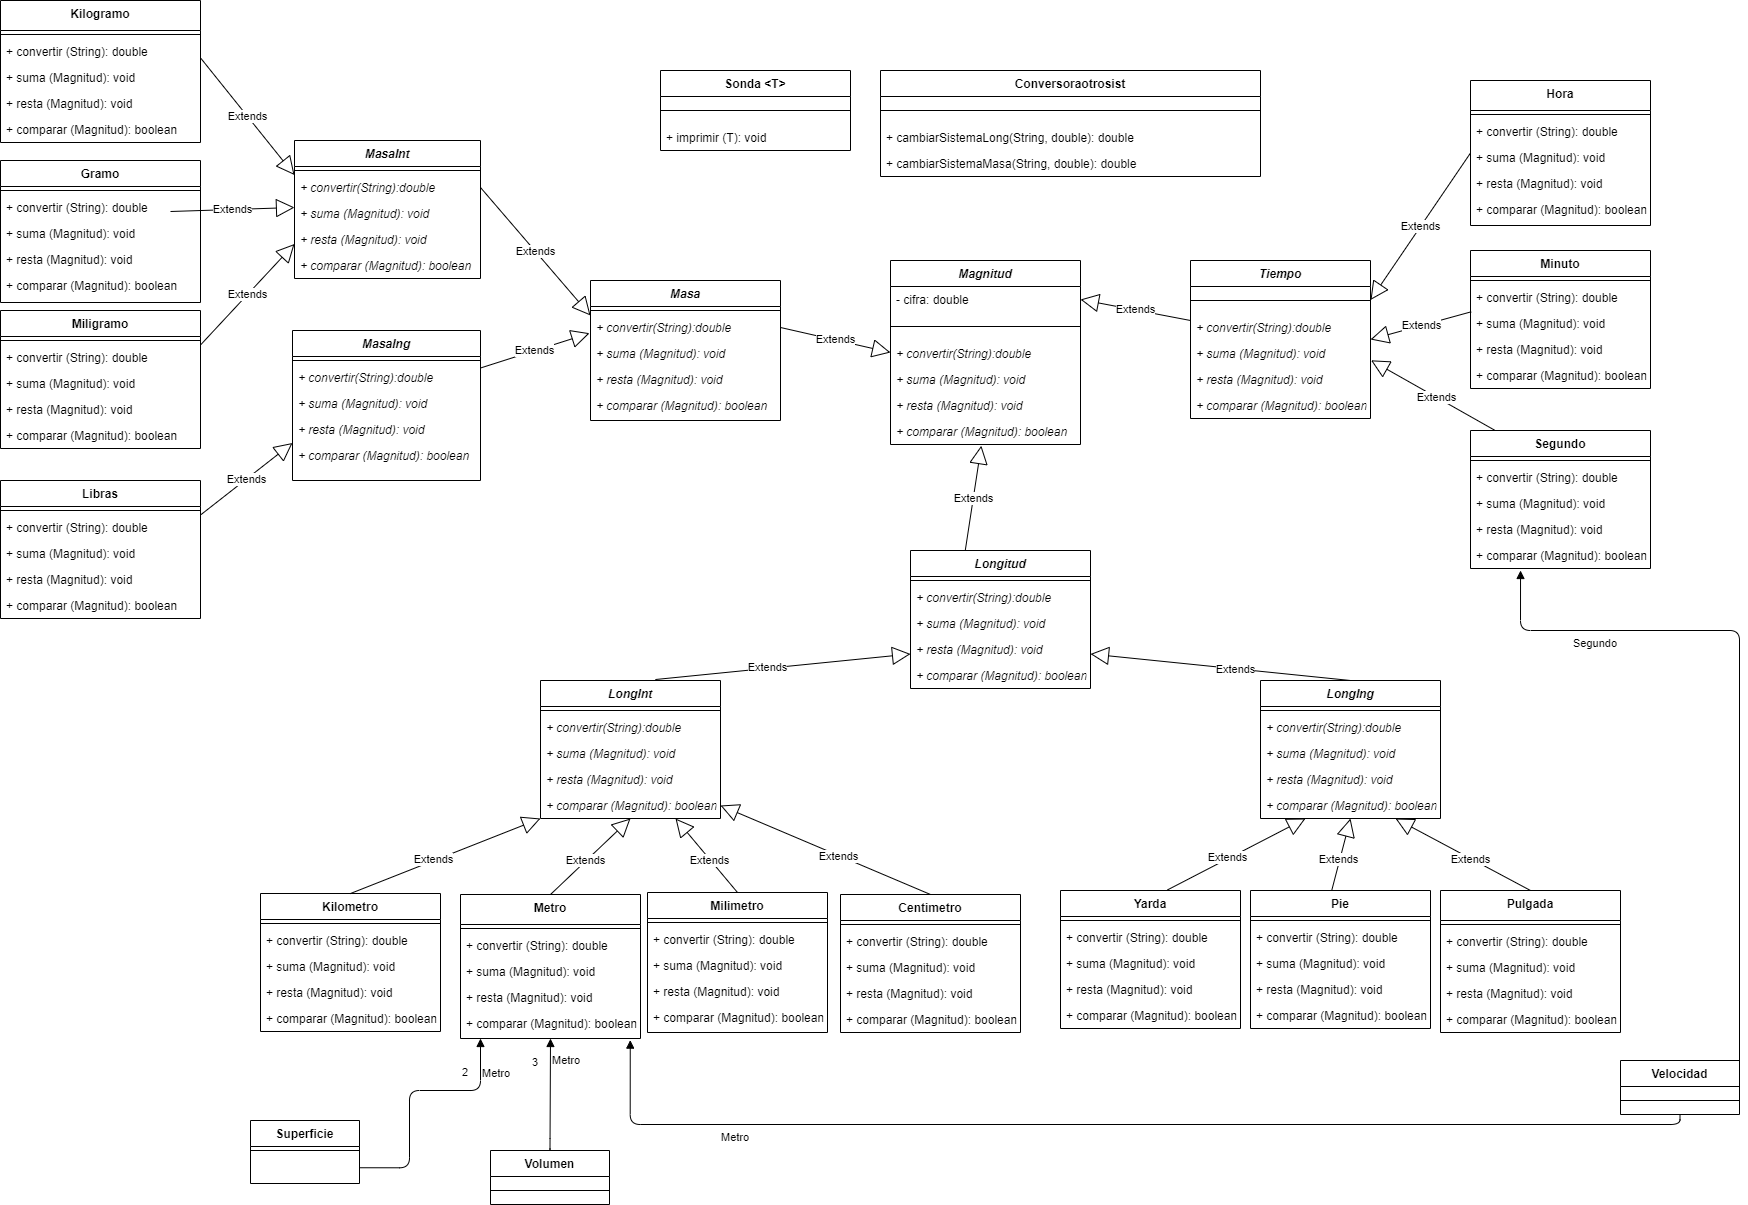 Kilogramo
+ convertir (String): double
+ suma (Magnitud): void
+ resta (Magnitud): void
+ comparar (Magnitud): boolean
Extends
Gramo
+ convertir (String): double
+ suma (Magnitud): void
+ resta (Magnitud): void
+ comparar (Magnitud): boolean
Extends
Miligramo
+ convertir (String): double
+ suma (Magnitud): void
+ resta (Magnitud): void
+ comparar (Magnitud): boolean
Extends
Libras
+ convertir (String): double
+ suma (Magnitud): void
+ resta (Magnitud): void
+ comparar (Magnitud): boolean
Extends
MasaInt
+ convertir(String):double
+ suma (Magnitud): void
+ resta (Magnitud): void
+ comparar (Magnitud): boolean
Extends
MasaIng
+ convertir(String):double
+ suma (Magnitud): void
+ resta (Magnitud): void
+ comparar (Magnitud): boolean
Extends
Masa
+ convertir(String):double
+ suma (Magnitud): void
+ resta (Magnitud): void
+ comparar (Magnitud): boolean
Extends
Sonda <T>
+ imprimir (T): void
Conversoraotrosist
+ cambiarSistemaLong(String, double): double
+ cambiarSistemaMasa(String, double): double
Magnitud
- cifra: double
+ convertir(String):double
+ suma (Magnitud): void
+ resta (Magnitud): void
+ comparar (Magnitud): boolean
Extends
Tiempo
+ convertir(String):double
+ suma (Magnitud): void
+ resta (Magnitud): void
+ comparar (Magnitud): boolean
Extends
Hora
+ convertir (String): double
+ suma (Magnitud): void
+ resta (Magnitud): void
+ comparar (Magnitud): boolean
Extends
Minuto
+ convertir (String): double
+ suma (Magnitud): void
+ resta (Magnitud): void
+ comparar (Magnitud): boolean
Extends
Segundo
+ convertir (String): double
+ suma (Magnitud): void
+ resta (Magnitud): void
+ comparar (Magnitud): boolean
Segundo
Extends
Longitud
+ convertir(String):double
+ suma (Magnitud): void
+ resta (Magnitud): void
+ comparar (Magnitud): boolean
Extends
Extends
LongInt
+ convertir(String):double
+ suma (Magnitud): void
+ resta (Magnitud): void
+ comparar (Magnitud): boolean
LongIng
+ convertir(String):double
+ suma (Magnitud): void
+ resta (Magnitud): void
+ comparar (Magnitud): boolean
Extends
Extends
Extends
Extends
Extends
Extends
Extends
Kilometro
+ convertir (String): double
+ suma (Magnitud): void
+ resta (Magnitud): void
+ comparar (Magnitud): boolean
Metro
+ convertir (String): double
+ suma (Magnitud): void
+ resta (Magnitud): void
+ comparar (Magnitud): boolean
Milimetro
+ convertir (String): double
+ suma (Magnitud): void
+ resta (Magnitud): void
+ comparar (Magnitud): boolean
Centimetro
+ convertir (String): double
+ suma (Magnitud): void
+ resta (Magnitud): void
+ comparar (Magnitud): boolean
Yarda
+ convertir (String): double
+ suma (Magnitud): void
+ resta (Magnitud): void
+ comparar (Magnitud): boolean
Pie
+ convertir (String): double
+ suma (Magnitud): void
+ resta (Magnitud): void
+ comparar (Magnitud): boolean
Pulgada
+ convertir (String): double
+ suma (Magnitud): void
+ resta (Magnitud): void
+ comparar (Magnitud): boolean
2 Metro
3 Metro
Metro
Superficie
Volumen
Velocidad